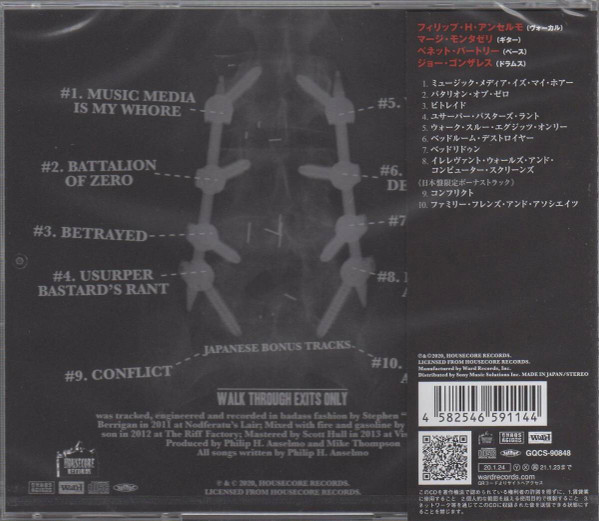 #1. MUSIC MEDIA
IS MY WHORE
#2. BATTALION
OF ZERO
#3. BETRAYED
#4. USURPER
BASTARD'S RANT
#5.
#6.
DE
#7
#8.
JAPANESE BONUS TRACKS
#9. CONFLICT
#10.
WALK THROUGH EXITS ONLY
was tracked, engineered and recorded in badass fashion by Stephen "
Berrigan in 2011 at Nodferatu's Lair; Mixed with fire and gasoline by
son in 2012 at The Riff Factory; Mastered by Scott Hull in 2013 at Vis
Produced by Philip H. Anselmo and Mike Thompson
All songs written by Philip H. Anselmo
HOUSECORE
RECORDS
℗ & © 2020, HOUSECORE RECORDS.
LICENSED FROM HOUSECORE RECORDS.
フィリップ・H・アンセルモ (ヴォーカル)
マージ・モンタゼリ (ギター)
ベネット・バートリー (ベース)
ジョー・ゴンザレス (ドラムス)
1. ミュージック・メディア・イズ・マイ・ホアー
2. バタリオン・オブ・ゼロ
3. ビトレイド
4. ユサーパー・バスターズ・ラント
5. ウォーク・スルー・エグジッツ・オンリー
6. ベッドルーム・デストロイヤー
7. ベッドリドゥン
8. イレレヴァント・ウォールズ・アンド・
コンピューター・スクリーンズ
《日本盤限定ボーナストラック》
9. コンフリクト
10. ファミリー・フレンズ・アンド・アソシエイツ
℗ & © 2020, HOUSECORE RECORDS.
LICENSED FROM HOUSECORE RECORDS.
Manufactured by Ward Records, Inc.
Distributed by Sony Music Solutions Inc. MADE IN JAPAN/STEREO
4 582546 591144
GQCS-90848
20.1.24
21.1.23まで
wardrecords.com